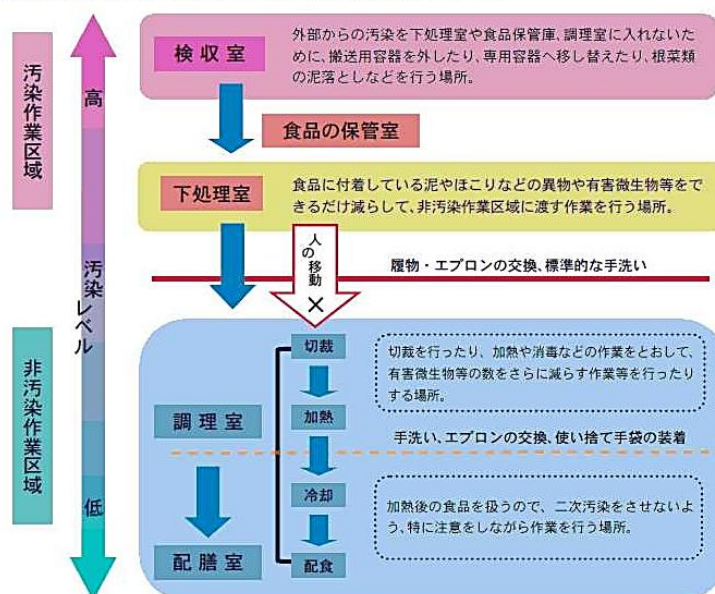 汚染作業区域
高
汚染レベル
非汚染作業区域
低
検収室
外部からの汚染を下処理室や食品保管庫、調理室に入れないた
めに、搬送用容器を外したり、専用容器へ移し替えたり、根菜類
の泥落としなどを行う場所。
食品の保管室
下処理室
食品に付着している泥やほこりなどの異物や有害微生物等をで
きるだけ減らして、非汚染作業区域に渡す作業を行う場所。
人の移動
×
履物・エプロンの交換、標準的な手洗い
調理室
切裁
切裁を行ったり、加熱や消毒などの作業をとおして、
有害微生物等の数をさらに減らす作業等を行ったり
する場所。
加熱
手洗い、エプロンの交換、使い捨て手袋の装着
冷却
加熱後の食品を扱うので、二次汚染をさせないよ
う、特に注意をしながら作業を行う場所。
配膳室
配食